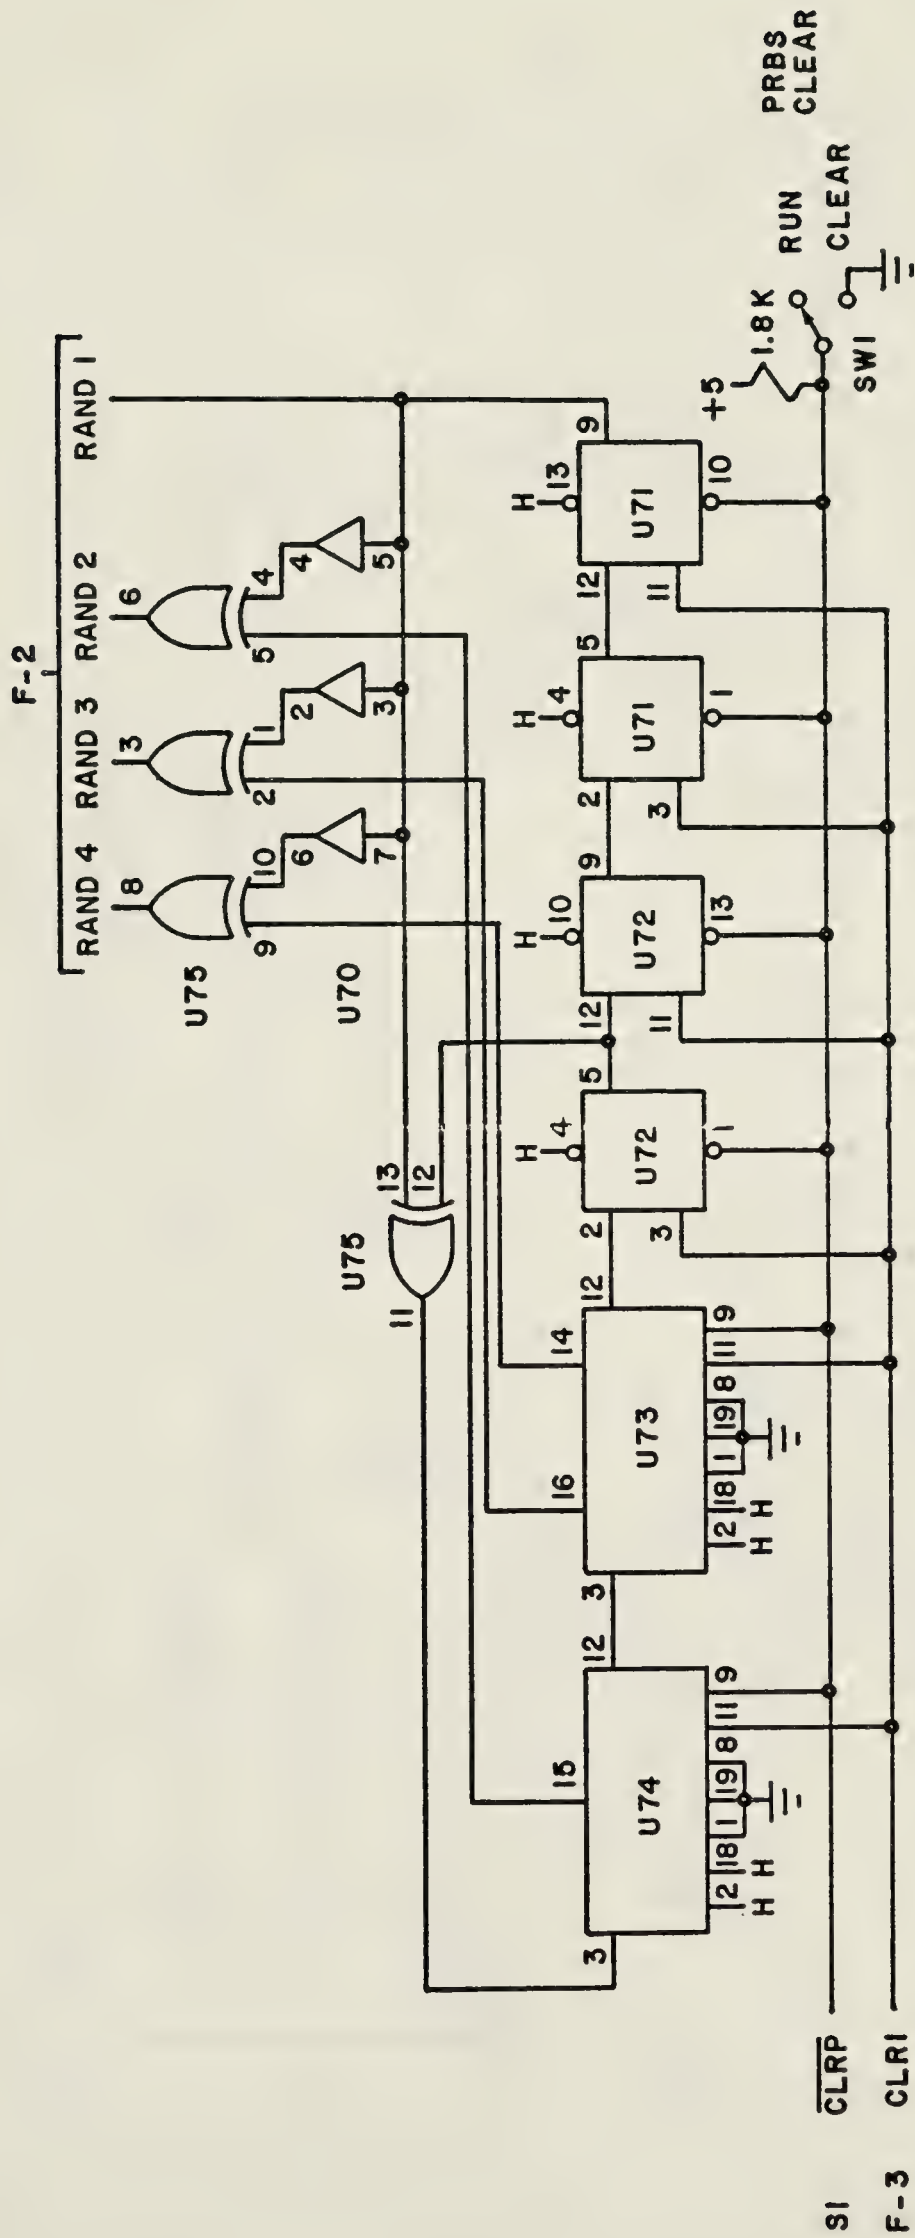 F-2
RAND 4 RAND 3 RAND 2 RAND 1
8 3 6
U75
9 10 2 1 5 4
6 2 4
U70
7 3 5
U75
13
11 12
H 4 H 10 H 4 H 13
15 16 14
3 12 3 12 2 5 12 9 2 5 12 9
U74 U73 U72 U72 U71 U71
3 11 3 11
1 13 1 10
2 18 1 19 8 11 9 2 18 1 19 8 11 9
H H H H
+5 1.8K
PRBS
CLEAR
RUN
CLEAR
SW1
S1 CLRP
F-3 CLR1